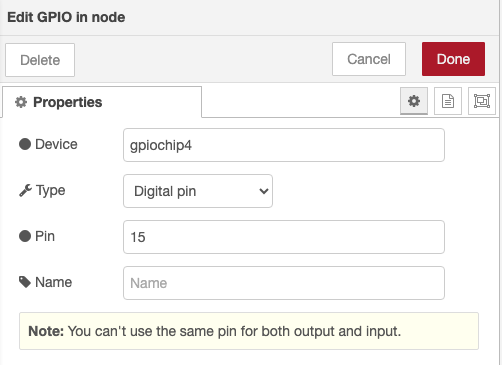 Edit GPIO in node
Delete
Cancel
Done
Properties
Device
gpiochip4
Type
Digital pin
Pin
15
Name
Name
Note: You can't use the same pin for both output and input.